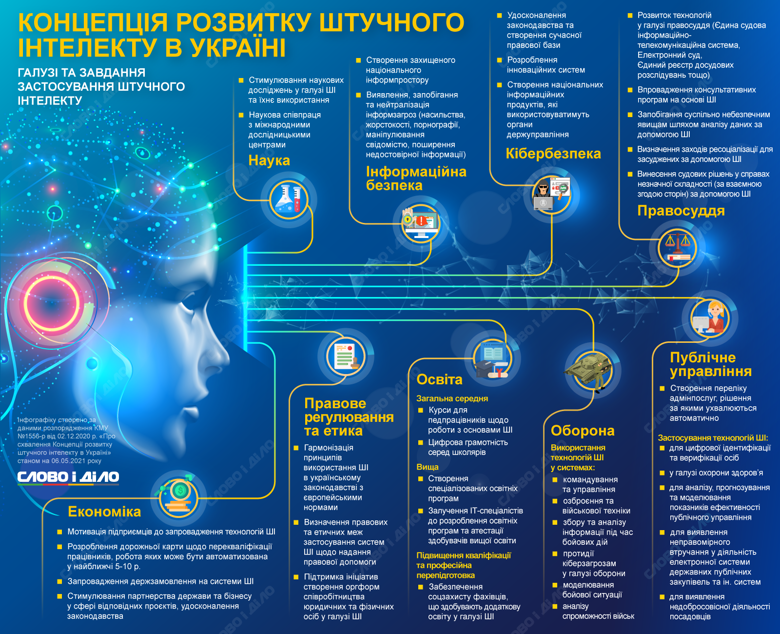 КОНЦЕПЦІЯ РОЗВИТКУ ШТУЧНОГО
ІНТЕЛЕКТУ В УКРАЇНІ
ГАЛУЗІ ТА ЗАВДАННЯ
ЗАСТОСУВАННЯ ШТУЧНОГО
ІНТЕЛЕКТУ
Стимулювання наукових
досліджень у галузі ШІ
та їхнє використання
Наукова співпраця
з міжнародними
дослідницькими
центрами
Наука
Створення захищеного
національного
інформпростору
Виявлення, запобігання
та нейтралізація
інформзагроз (насильства,
жорстокості, порнографії,
маніпулювання
свідомістю, поширення
недостовірної інформації)
Інформаційна
безпека
Удосконалення
законодавства та
створення сучасної
правової бази
Розроблення
інноваційних систем
Створення національних
інформаційних
продуктів, які
використовуватимуть
органи
держуправління
Кібербезпека
Розвиток технологій
у галузі правосуддя (Єдина судова
інформаційно-
телекомунікаційна система,
Електронний суд,
Єдиний реєстр досудових
розслідувань тощо)
Впровадження консультативних
програм на основі ШІ
Запобігання суспільно небезпечним
явищам шляхом аналізу даних за
допомогою ШІ
Визначення заходів ресоціалізації для
засуджених за допомогою ШІ
Винесення судових рішень у справах
незначної складності (за взаємною
згодою сторін) за допомогою ШІ
Правосуддя
Інфографіку створено за
даними розпорядження КМУ
№1556-р від 02.12.2020 р. «Про
схвалення Концепції розвитку
штучного інтелекту в Україні»
станом на 06.05.2021 року
СЛОВО і ДІЛО
Економіка
Мотивація підприємців до запровадження технологій ШІ
Розроблення дорожньої карти щодо перекваліфікації
працівників, робота яких може бути автоматизована
у найближчі 5-10 р.
Запровадження держзамовлення на системи ШІ
Стимулювання партнерства держави та бізнесу
у сфері відповідних проєктів, удосконалення
законодавства
Правове
регулювання
та етика
Гармонізація
принципів
використання ШІ
в українському
законодавстві з
європейськими
нормами
Визначення правових
та етичних меж
застосування систем
ШІ щодо надання
правової допомоги
Підтримка ініціатив
створення оргформ
співробітництва
юридичних та фізичних
осіб у галузі ШІ
Освіта
Загальна середня
Курси для
педпрацівників щодо
роботи з основами ШІ
Цифрова грамотність
серед школярів
Вища
Створення
спеціалізованих освітніх
програм
Залучення ІТ-спеціалістів
до розроблення освітніх
програм та атестації
здобувачів вищої освіти
Підвищення кваліфікації
та професійна
перепідготовка
Забезпечення
соцзахисту фахівців,
що здобувають додаткову
освіту у галузі ШІ
Оборона
Використання
технологій ШІ
у системах:
командування
та управління
озброєння та
військової техніки
збору та аналізу
інформації під час
бойових дій
протидії
кіберзагрозам
у галузі оборони
моделювання
бойової ситуації
аналізу
спроможності військ
Публічне
управління
Створення переліку
адмінпослуг, рішення
за якими ухвалюються
автоматично
Застосування технологій ШІ:
для цифрової ідентифікації
та верифікації осіб
у галузі охорони здоров'я
для аналізу, прогнозування
та моделювання
показників ефективності
публічного управління
для виявлення
неправомірного
втручання у діяльність
електронної системи
державних публічних
закупівель та ін. систем
для виявлення
недобросовісної діяльності
посадовців